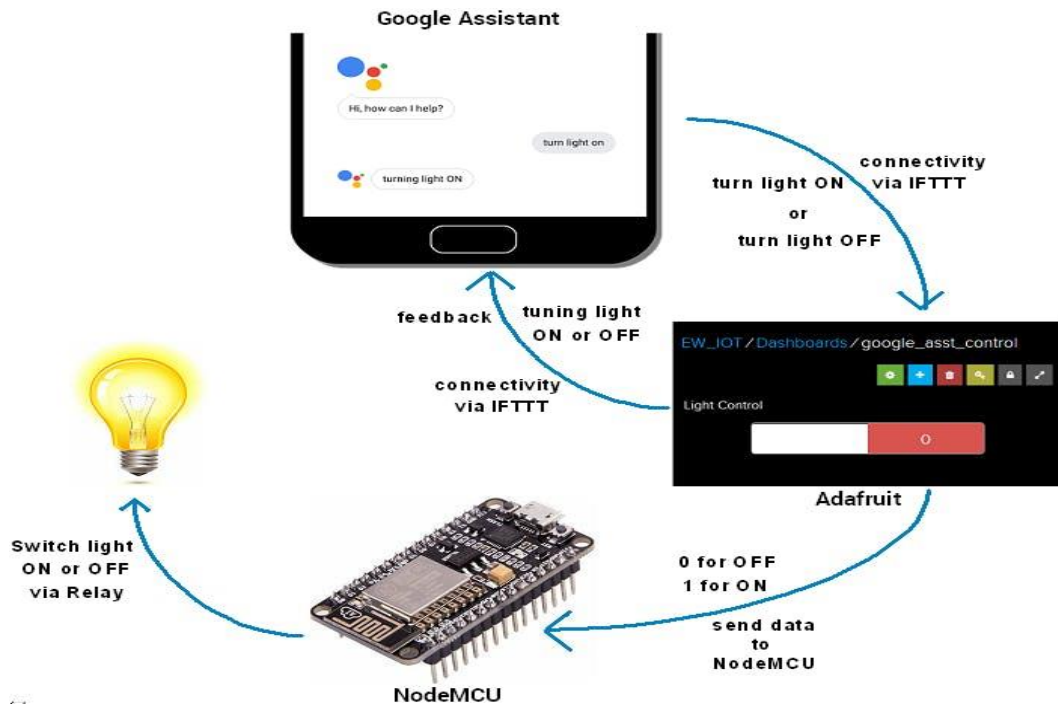 Google Assistant
Hi, how can I help?
turn light on
turning light ON
connectivity
via IFTTT
turn light ON
or
turn light OFF
feedback
tuning light
ON or OFF
connectivity
via IFTTT
EW_IOT / Dashboards / google_asst_control
Light Control
0
Adafruit
0 for OFF
1 for ON
send data
to
NodeMCU
Switch light
ON or OFF
via Relay
NodeMCU